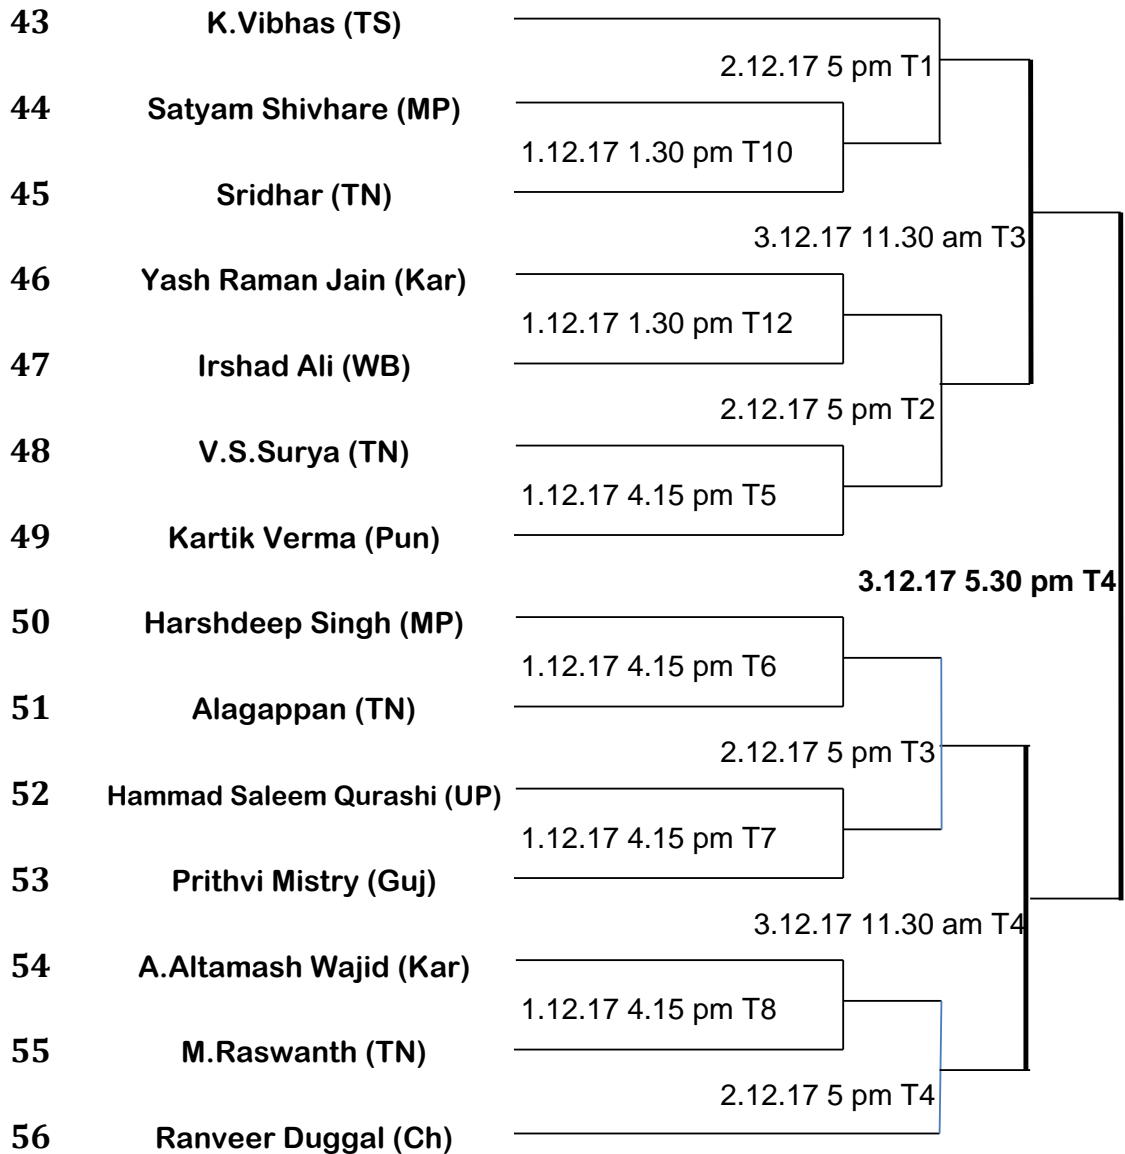 43 K.Vibhas (TS)
2.12.17 5 pm T1
44 Satyam Shivhare (MP)
1.12.17 1.30 pm T10
45 Sridhar (TN)
3.12.17 11.30 am T3
46 Yash Raman Jain (Kar)
1.12.17 1.30 pm T12
47 Irshad Ali (WB)
2.12.17 5 pm T2
48 V.S.Surya (TN)
1.12.17 4.15 pm T5
49 Kartik Verma (Pun)
3.12.17 5.30 pm T4
50 Harshdeep Singh (MP)
1.12.17 4.15 pm T6
51 Alagappan (TN)
2.12.17 5 pm T3
52 Hammad Saleem Qurashi (UP)
1.12.17 4.15 pm T7
53 Prithvi Mistry (Guj)
3.12.17 11.30 am T4
54 A.Altamash Wajid (Kar)
1.12.17 4.15 pm T8
55 M.Raswanth (TN)
2.12.17 5 pm T4
56 Ranveer Duggal (Ch)